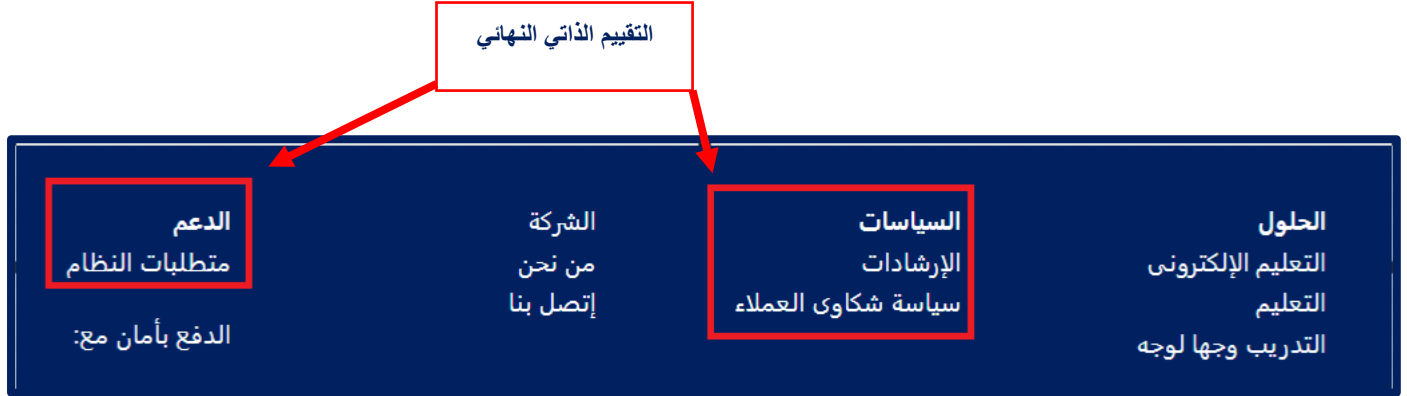 التقييم الذاتي النهائي
الحلول
التعليم الإلكترونى
التعليم
التدريب وجها لوجه
السياسات
الإرشادات
سياسة شكاوى العملاء
الشركة
من نحن
إتصل بنا
الدعم
متطلبات النظام
الدفع بأمان مع: